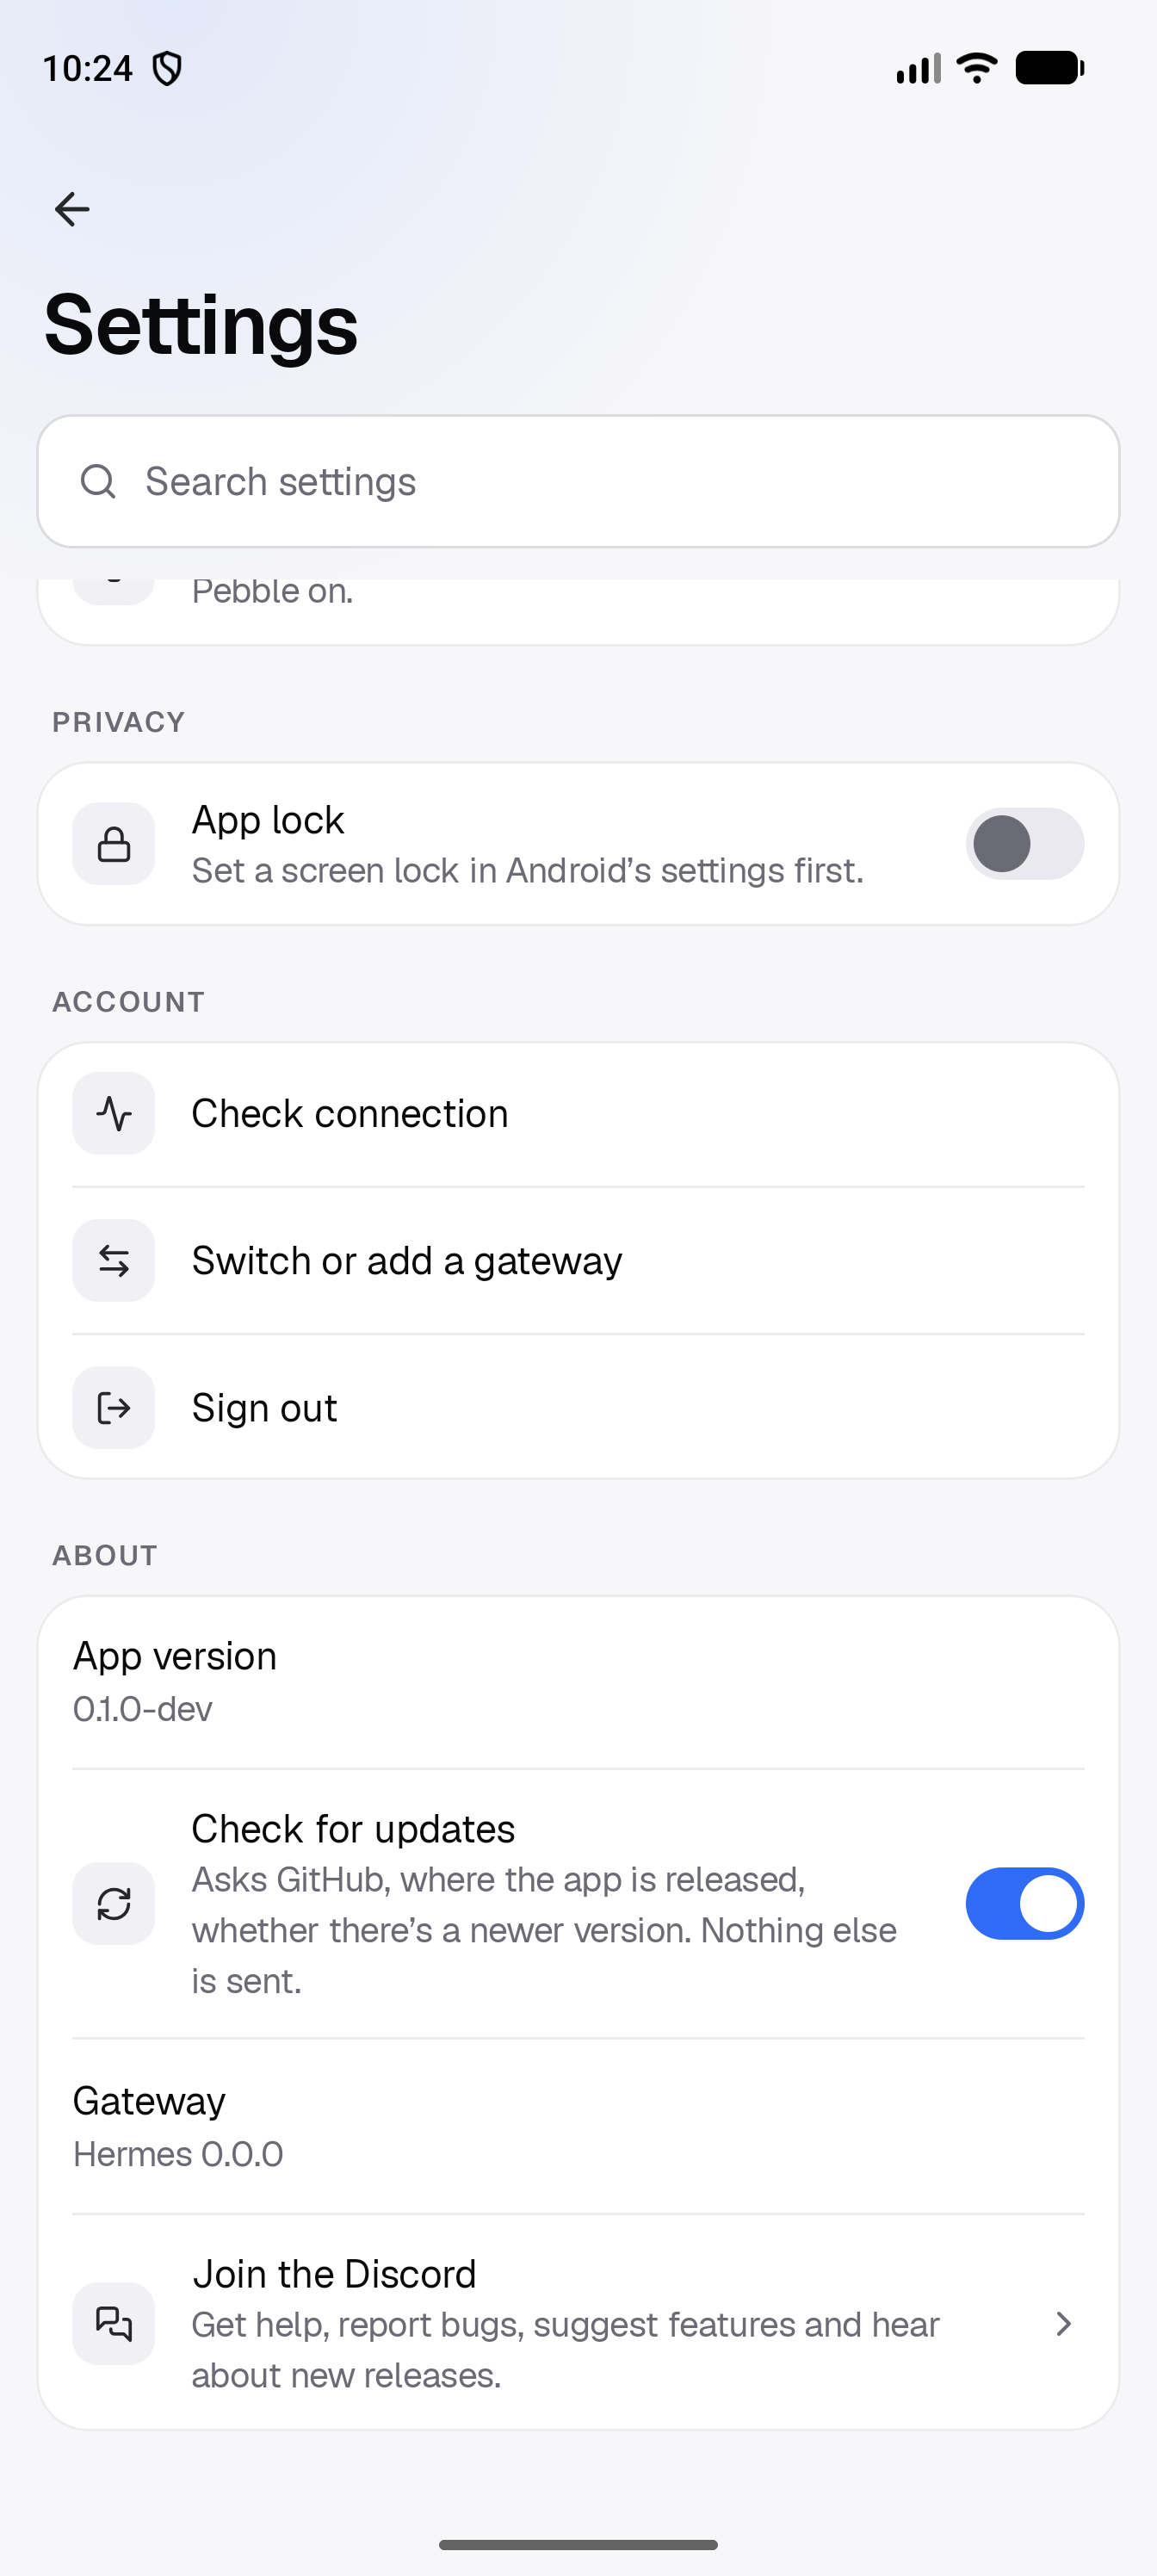 10:24
Settings
Search settings
Pebble on.
PRIVACY
App lock
Set a screen lock in Android’s settings first.
ACCOUNT
Check connection
Switch or add a gateway
Sign out
ABOUT
App version
0.1.0-dev
Check for updates
Asks GitHub, where the app is released,
whether there’s a newer version. Nothing else
is sent.
Gateway
Hermes 0.0.0
Join the Discord
Get help, report bugs, suggest features and hear
about new releases.